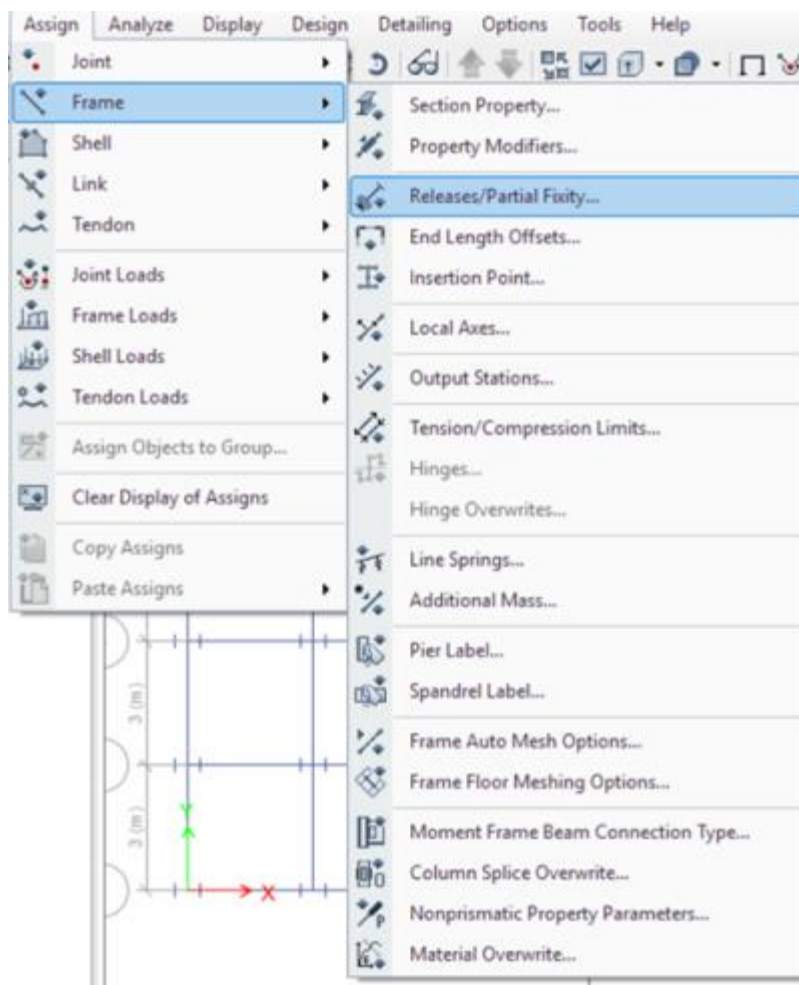 Assign Analyze Display Design Detailing Options Tools Help
Joint
Frame
Shell
Link
Tendon
Joint Loads
Frame Loads
Shell Loads
Tendon Loads
Assign Objects to Group...
Clear Display of Assigns
Copy Assigns
Paste Assigns
Section Property...
Property Modifiers...
Releases/Partial Fixity...
End Length Offsets...
Insertion Point...
Local Axes...
Output Stations...
Tension/Compression Limits...
Hinges...
Hinge Overwrites...
Line Springs...
Additional Mass...
Pier Label...
Spandrel Label...
Frame Auto Mesh Options...
Frame Floor Meshing Options...
Moment Frame Beam Connection Type...
Column Splice Overwrite...
Nonprismatic Property Parameters...
Material Overwrite...
3 (m)
3 (m)
Y
X